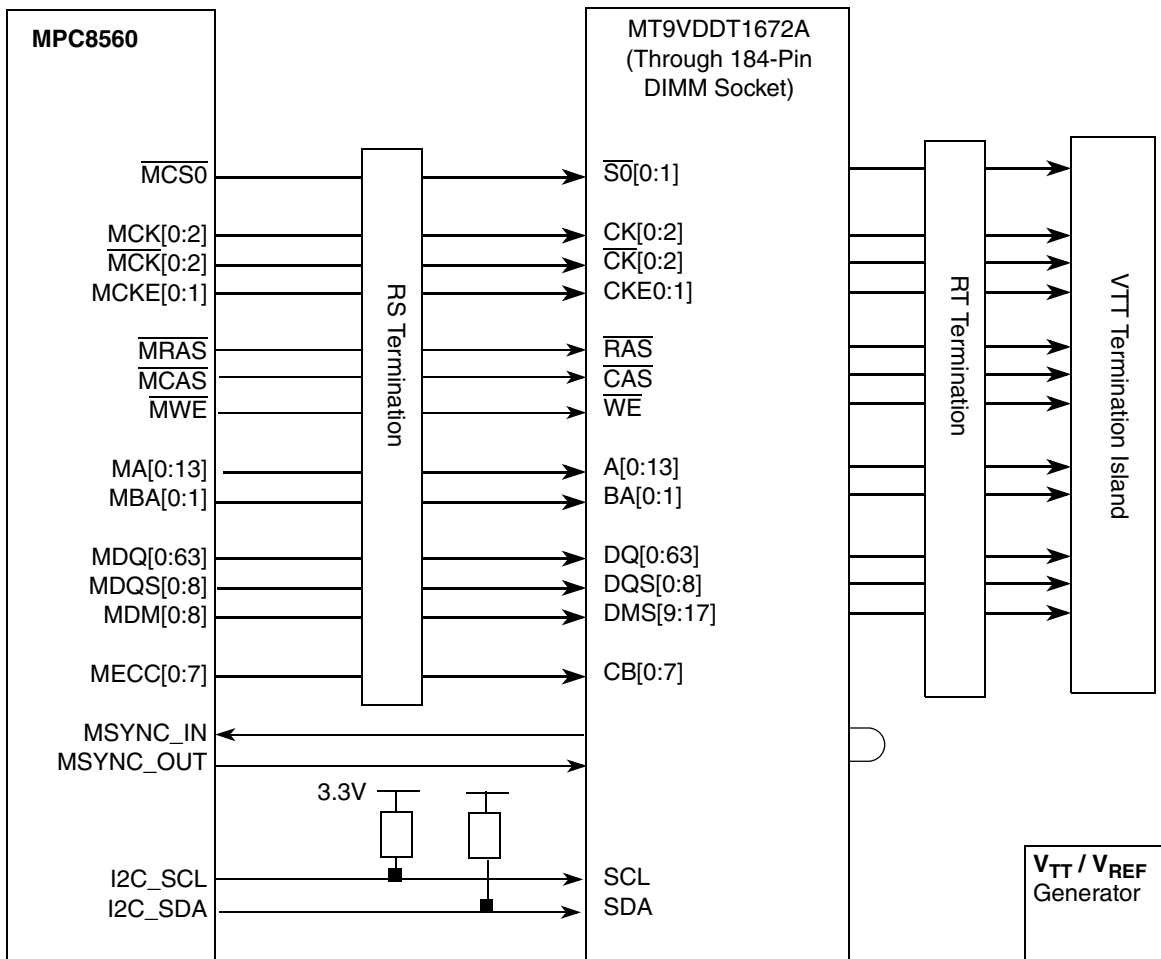 MPC8560
MT9VDDT1672A
(Through 184-Pin
DIMM Socket)
MCS0
S0[0:1]
MCK[0:2]
CK[0:2]
MCK[0:2]
CK[0:2]
MCKE[0:1]
CKE0:1]
MRAS
RAS
MCAS
CAS
MWE
WE
MA[0:13]
A[0:13]
MBA[0:1]
BA[0:1]
MDQ[0:63]
DQ[0:63]
MDQS[0:8]
DQS[0:8]
MDM[0:8]
DMS[9:17]
MECC[0:7]
CB[0:7]
RS Termination
RT Termination
VTT Termination Island
MSYNC_IN
MSYNC_OUT
3.3V
I2C_SCL
SCL
I2C_SDA
SDA
VTT / VREF
Generator